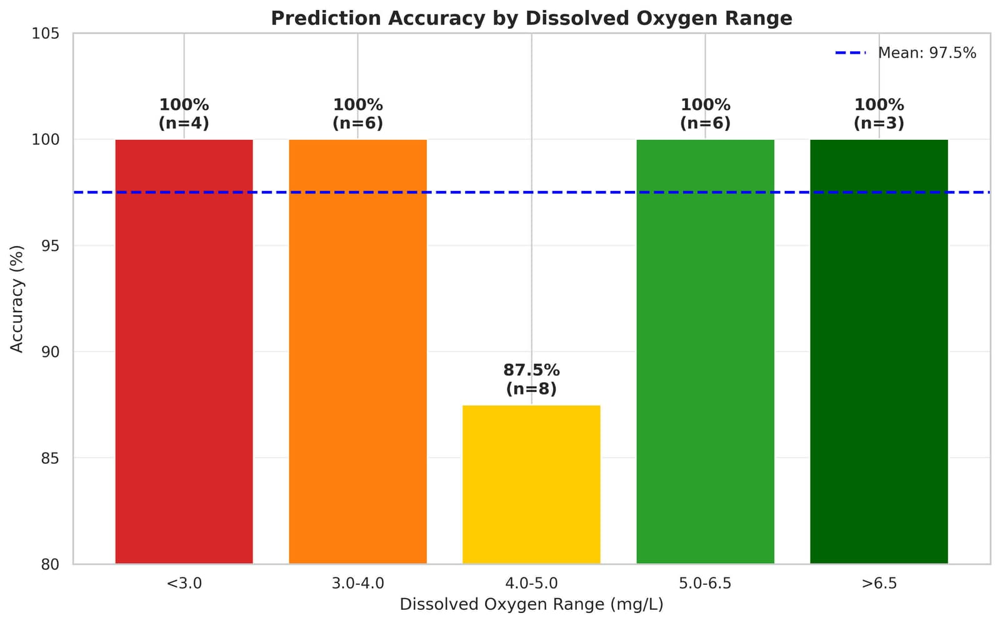 Prediction Accuracy by Dissolved Oxygen Range
105
100
95
90
85
80
Accuracy (%)
Mean: 97.5%
100%
(n=4)
100%
(n=6)
87.5%
(n=8)
100%
(n=6)
100%
(n=3)
<3.0
3.0-4.0
4.0-5.0
5.0-6.5
>6.5
Dissolved Oxygen Range (mg/L)